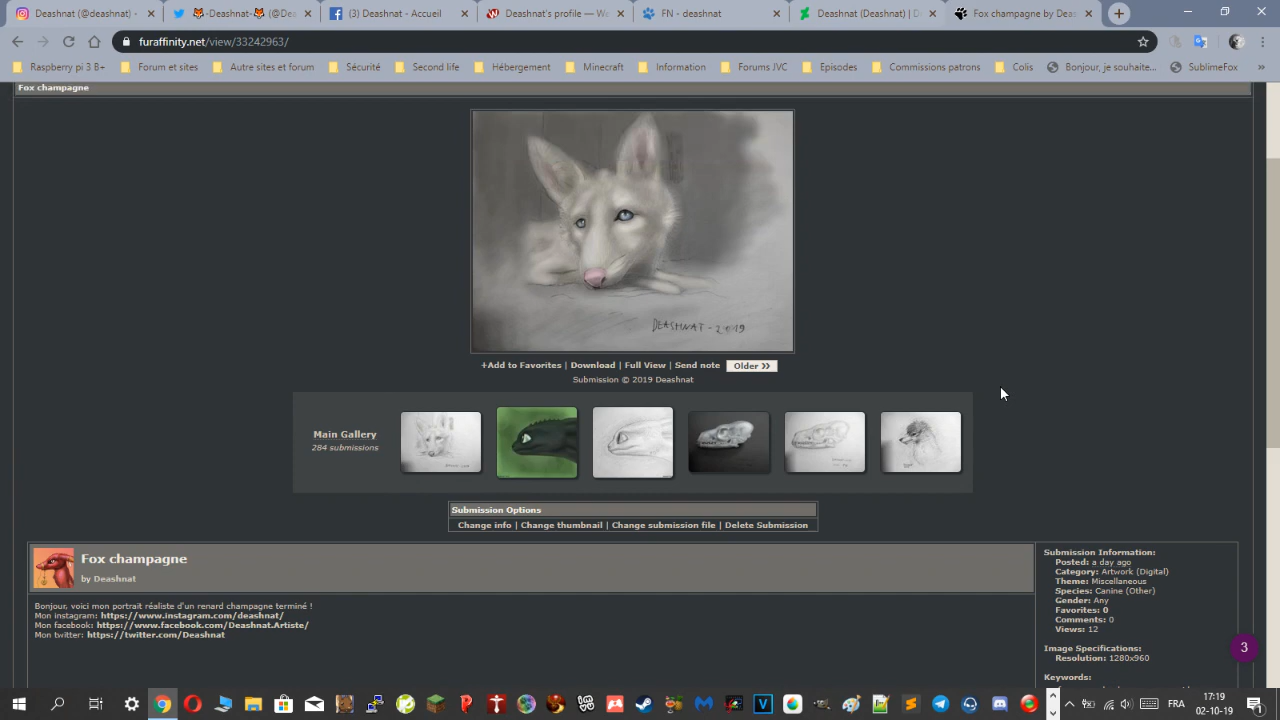 Deashnat (@deashnat) -
🦊-Deashnat-🦊 (@Dea
(3) Deashnat - Accueil
Deashnat's profile — We
FN - deashnat
Deashnat (Deashnat) | D
Fox champagne by Deas
furaffinity.net/view/33242963/
Raspberry pi 3 B+
Forum et sites
Autre sites et forum
Sécurité
Second life
Hébergement
Minecraft
Information
Forums JVC
Episodes
Commissions patrons
Colis
Bonjour, je souhaite...
SublimeFox
»
Fox champagne
DEASHNAT - 2019
+Add to Favorites | Download | Full View | Send note Older »
Submission © 2019 Deashnat
Main Gallery
284 submissions
Submission Options
Change info | Change thumbnail | Change submission file | Delete Submission
Fox champagne
by Deashnat
Bonjour, voici mon portrait réaliste d'un renard champagne terminé !
Mon instagram: https://www.instagram.com/deashnat/
Mon facebook: https://www.facebook.com/Deashnat.Artiste/
Mon twitter: https://twitter.com/Deashnat
Submission Information:
Posted: a day ago
Category: Artwork (Digital)
Theme: Miscellaneous
Species: Canine (Other)
Gender: Any
Favorites: 0
Comments: 0
Views: 12
Image Specifications:
Resolution: 1280x960
Keywords:
3
FRA
17:19
02-10-19
1